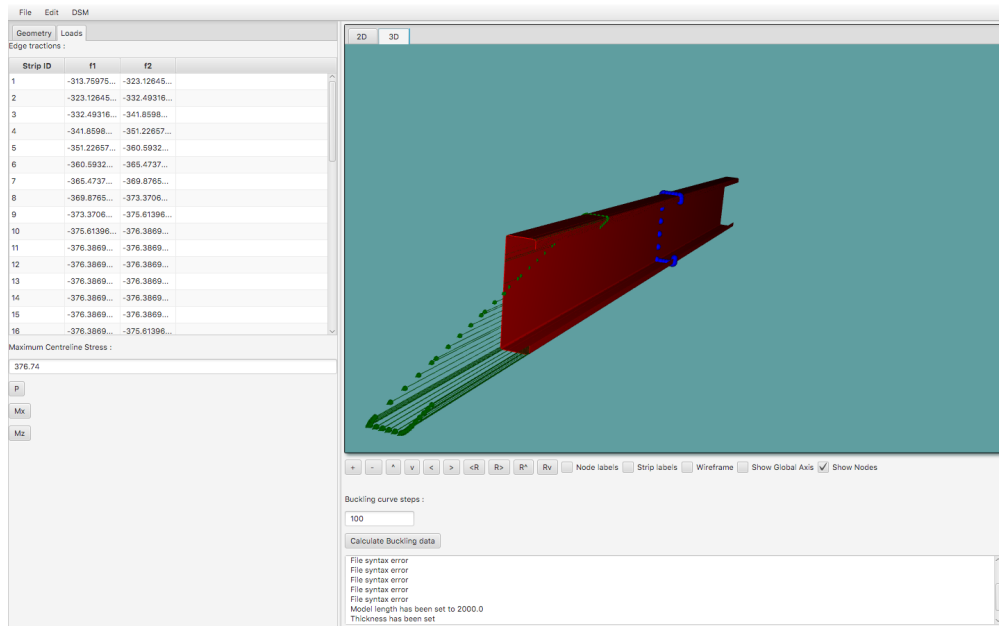 File Edit DSM
Geometry Loads
Edge tractions :
Strip ID f1 f2
1 -313.75975... -323.12645...
2 -323.12645... -332.49316...
3 -332.49316... -341.8598...
4 -341.8598... -351.22657...
5 -351.22657... -360.5932...
6 -360.5932... -365.4737...
7 -365.4737... -369.8765...
8 -369.8765... -373.3706...
9 -373.3706... -375.61396...
10 -375.61396... -376.3869...
11 -376.3869... -376.3869...
12 -376.3869... -376.3869...
13 -376.3869... -376.3869...
14 -376.3869... -376.3869...
15 -376.3869... -376.3869...
16 -376.3869... -375.61396...
Maximum Centreline Stress :
376.74
P
Mx
Mz
2D 3D
+ - ^ v < > <R R> R^ Rv Node labels Strip labels Wireframe Show Global Axis Show Nodes
Buckling curve steps :
100
Calculate Buckling data
File syntax error
File syntax error
File syntax error
File syntax error
File syntax error
Model length has been set to 2000.0
Thickness has been set